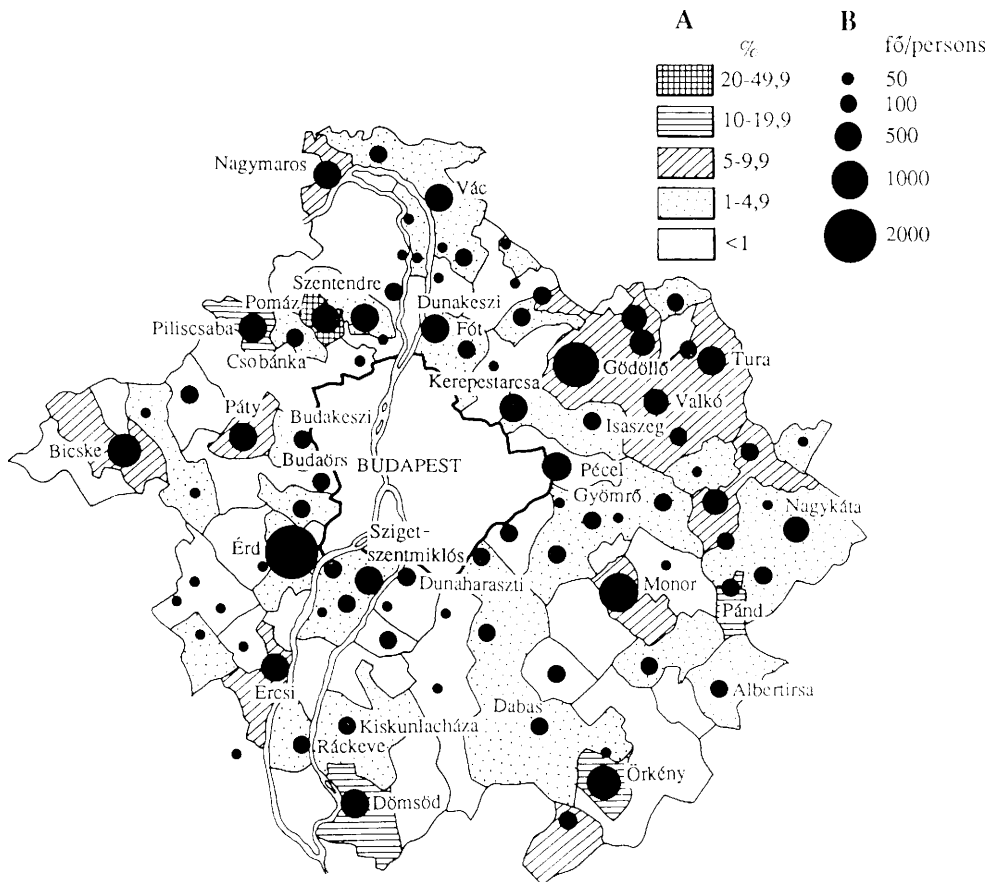 A
%
20-49,9
10-19,9
5-9,9
1-4,9
<1
B
fő/persons
50
100
500
1000
2000
Nagymaros
Vác
Szentendre
Pomáz
Dunakeszi
Piliscsaba
Fót
Csobánka
Gödöllő
Tura
Kerepestarcsa
Valkó
Páty
Budakeszi
Isaszeg
Bicske
Budaörs
BUDAPEST
Pécel
Gyömrő
Nagykáta
Sziget-
szentmiklós
Érd
Dunaharaszti
Monor
Pánd
Ercsi
Albertirsa
Dabas
Kiskunlacháza
Ráckeve
Örkény
Dömsöd